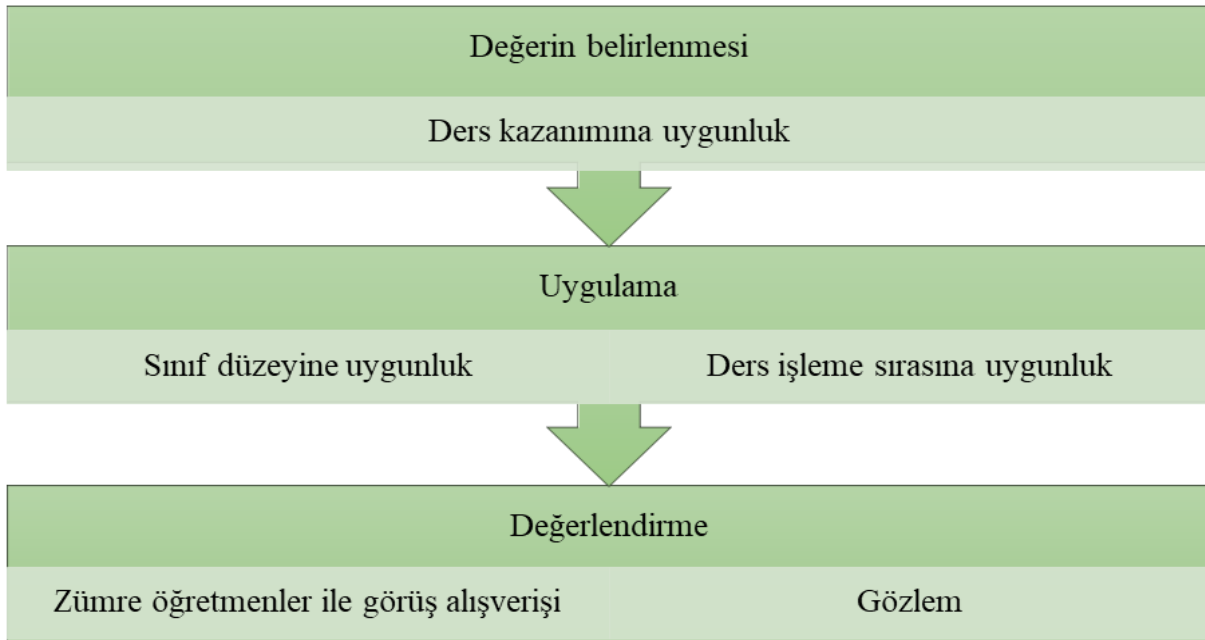 Değerin belirlenmesi
Ders kazanımına uygunluk
Uygulama
Sınıf düzeyine uygunluk
Ders işleme sırasına uygunluk
Değerlendirme
Zümre öğretmenler ile görüş alışverişi
Gözlem